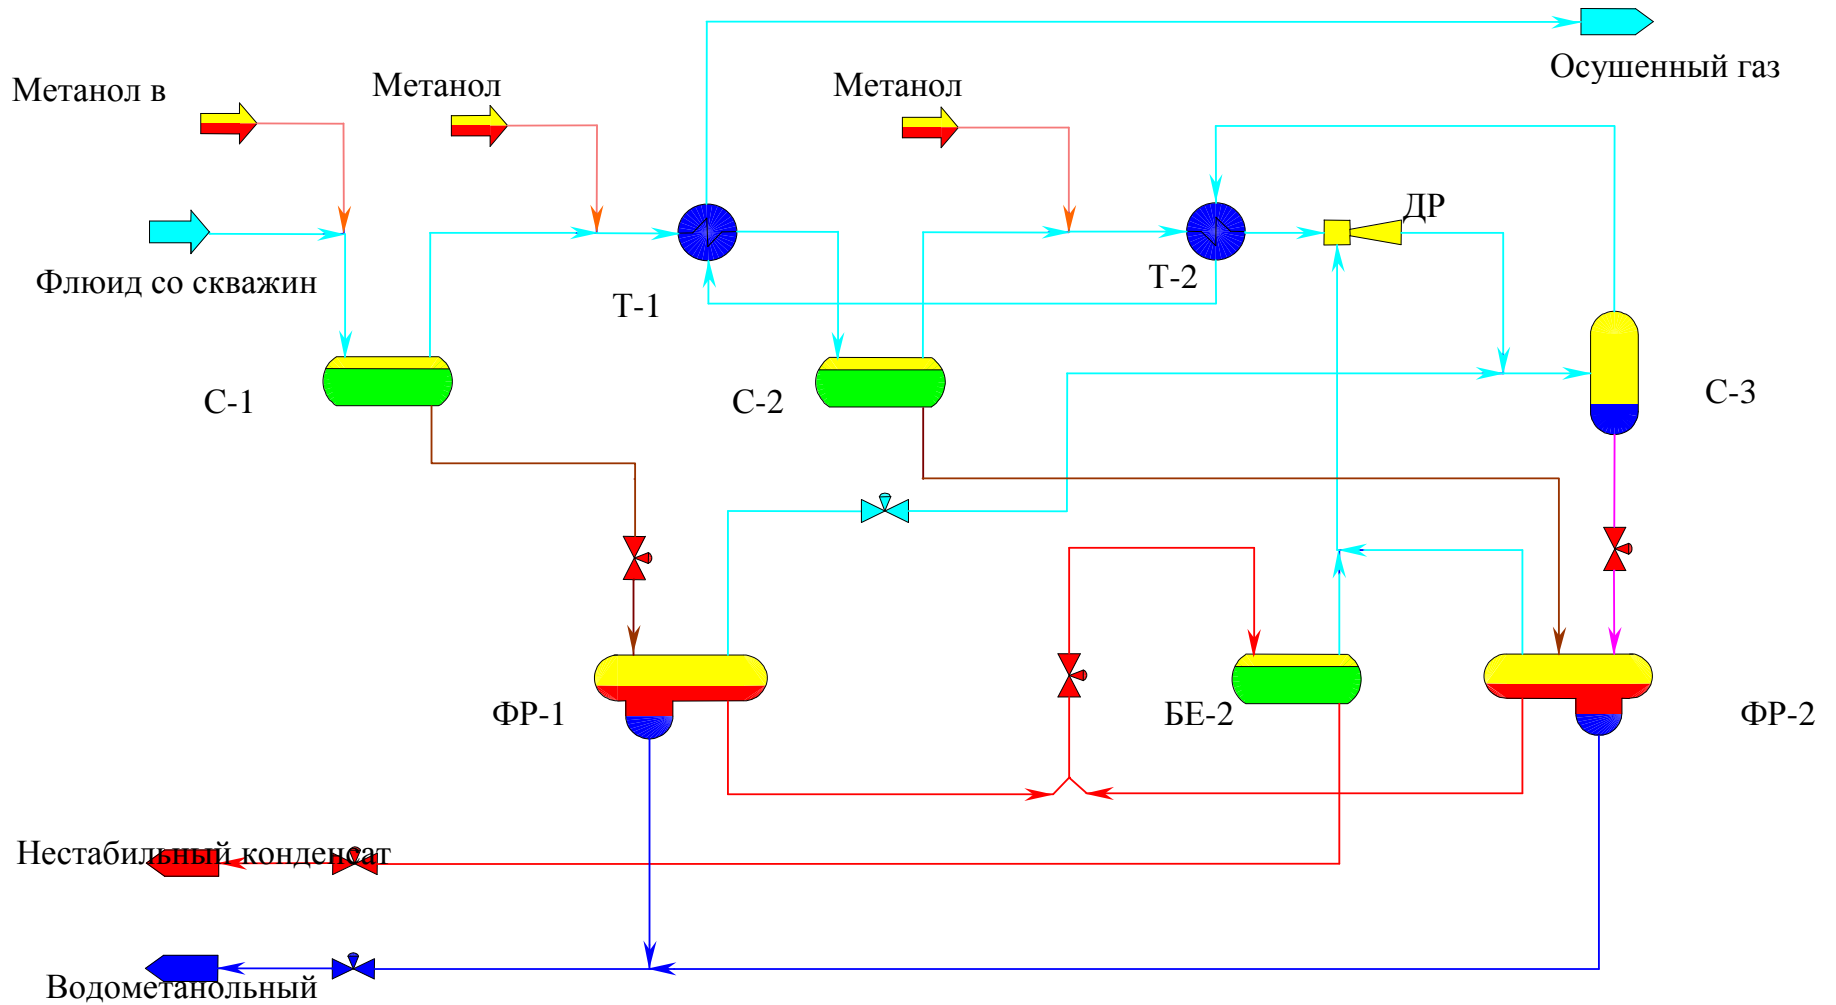 Осушенный газ
Метанол в
Метанол
Метанол
ДР
Флюид со скважин
Т-1
Т-2
С-1
С-2
С-3
ФР-1
БЕ-2
ФР-2
Нестабильный конденсат
Водометанольный